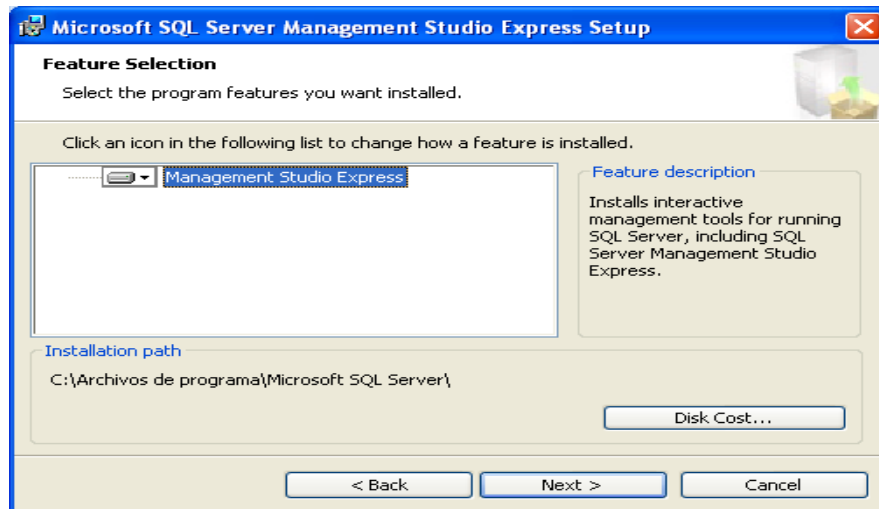 Microsoft SQL Server Management Studio Express Setup
Feature Selection
Select the program features you want installed.
Click an icon in the following list to change how a feature is installed.
Management Studio Express
Feature description
Installs interactive
management tools for running
SQL Server, including SQL
Server Management Studio
Express.
Installation path
C:\Archivos de programa\Microsoft SQL Server\
Disk Cost...
< Back
Next >
Cancel